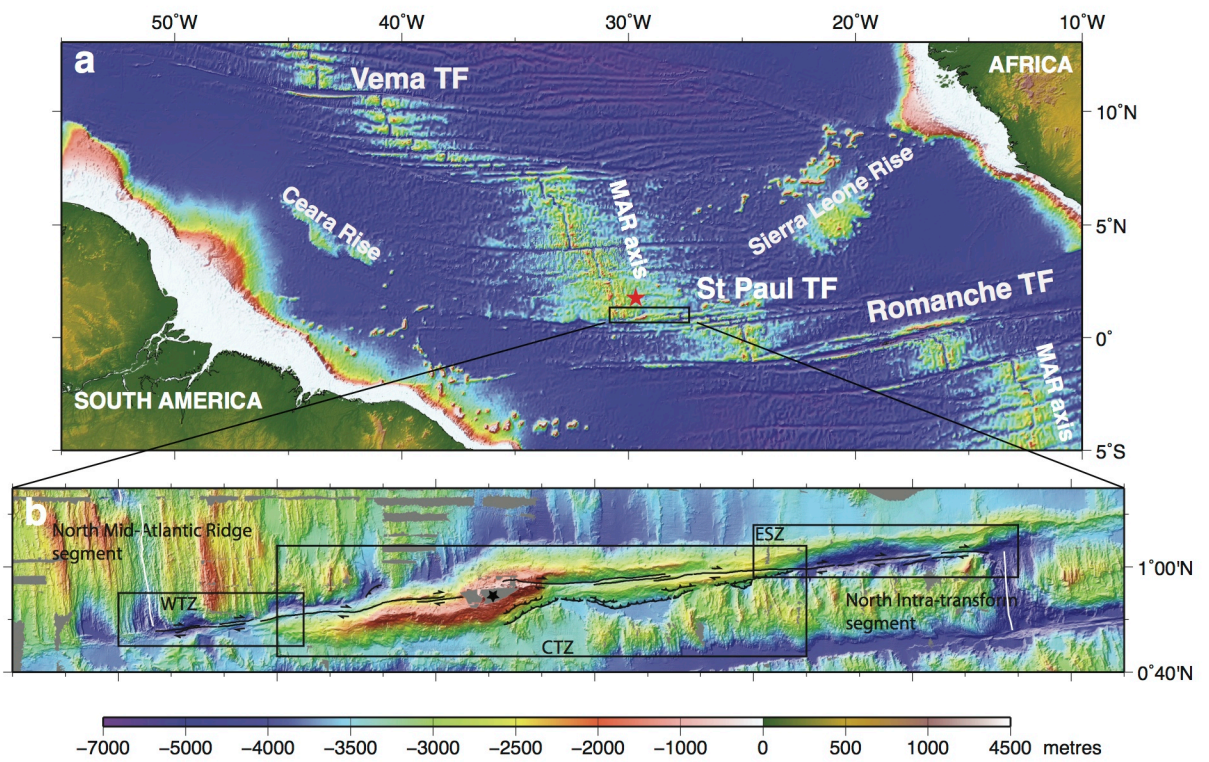 50°W 40°W 30°W 20°W 10°W
a
Vema TF
AFRICA
10°N
Ceara Rise
MAR axis
Sierra Leone Rise
5°N
St Paul TF
Romanche TF
0°
MAR axis
SOUTH AMERICA
5°S
b
North Mid-Atlantic Ridge
segment
ESZ
1°00'N
WTZ
North Intra-transform
segment
CTZ
0°40'N
−7000 −5000 −4000 −3500 −3000 −2500 −2000 −1000 0 500 1000 4500 metres